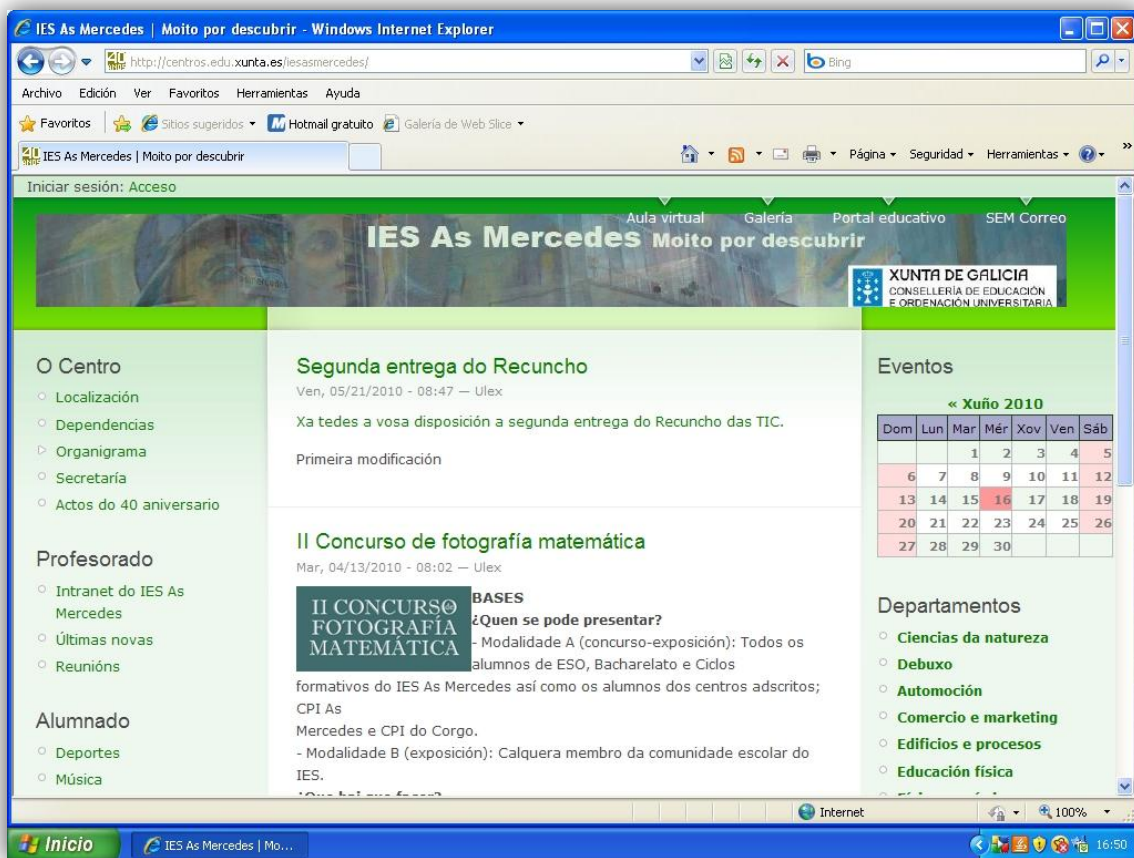 IES As Mercedes | Moito por descubrir - Windows Internet Explorer
http://centros.edu.xunta.es/iesasmercedes/
Bing
Archivo Edición Ver Favoritos Herramientas Ayuda
Favoritos Sitios sugeridos Hotmail gratuito Galería de Web Slice
IES As Mercedes | Moito por descubrir
Página Seguridad Herramientas
Iniciar sesión: Acceso
Aula virtual Galería Portal educativo SEM Correo
IES As Mercedes Moito por descubrir
XUNTA DE GALICIA
CONSELLERÍA DE EDUCACIÓN
E ORDENACIÓN UNIVERSITARIA
O Centro
Localización
Dependencias
Organigrama
Secretaría
Actos do 40 aniversario
Profesorado
Intranet do IES As
Mercedes
Últimas novas
Reunións
Alumnado
Deportes
Música
Segunda entrega do Recuncho
Ven, 05/21/2010 - 08:47 — Ulex
Xa tedes a vosa disposición a segunda entrega do Recuncho das TIC.
Primeira modificación
II Concurso de fotografía matemática
Mar, 04/13/2010 - 08:02 — Ulex
II CONCURSO
FOTOGRAFÍA
MATEMÁTICA
BASES
¿Quen se pode presentar?
- Modalidade A (concurso-exposición): Todos os
alumnos de ESO, Bacharelato e Ciclos
formativos do IES As Mercedes así como os alumnos dos centros adscritos;
CPI As
Mercedes e CPI do Corgo.
- Modalidade B (exposición): Calquera membro da comunidade escolar do
IES.
Eventos
« Xuño 2010
Dom Lun Mar Mér Xov Ven Sáb
1 2 3 4 5
6 7 8 9 10 11 12
13 14 15 16 17 18 19
20 21 22 23 24 25 26
27 28 29 30
Departamentos
Ciencias da natureza
Debuxo
Automoción
Comercio e marketing
Edificios e procesos
Educación física
Internet 100%
Inicio IES As Mercedes | Mo... 16:50